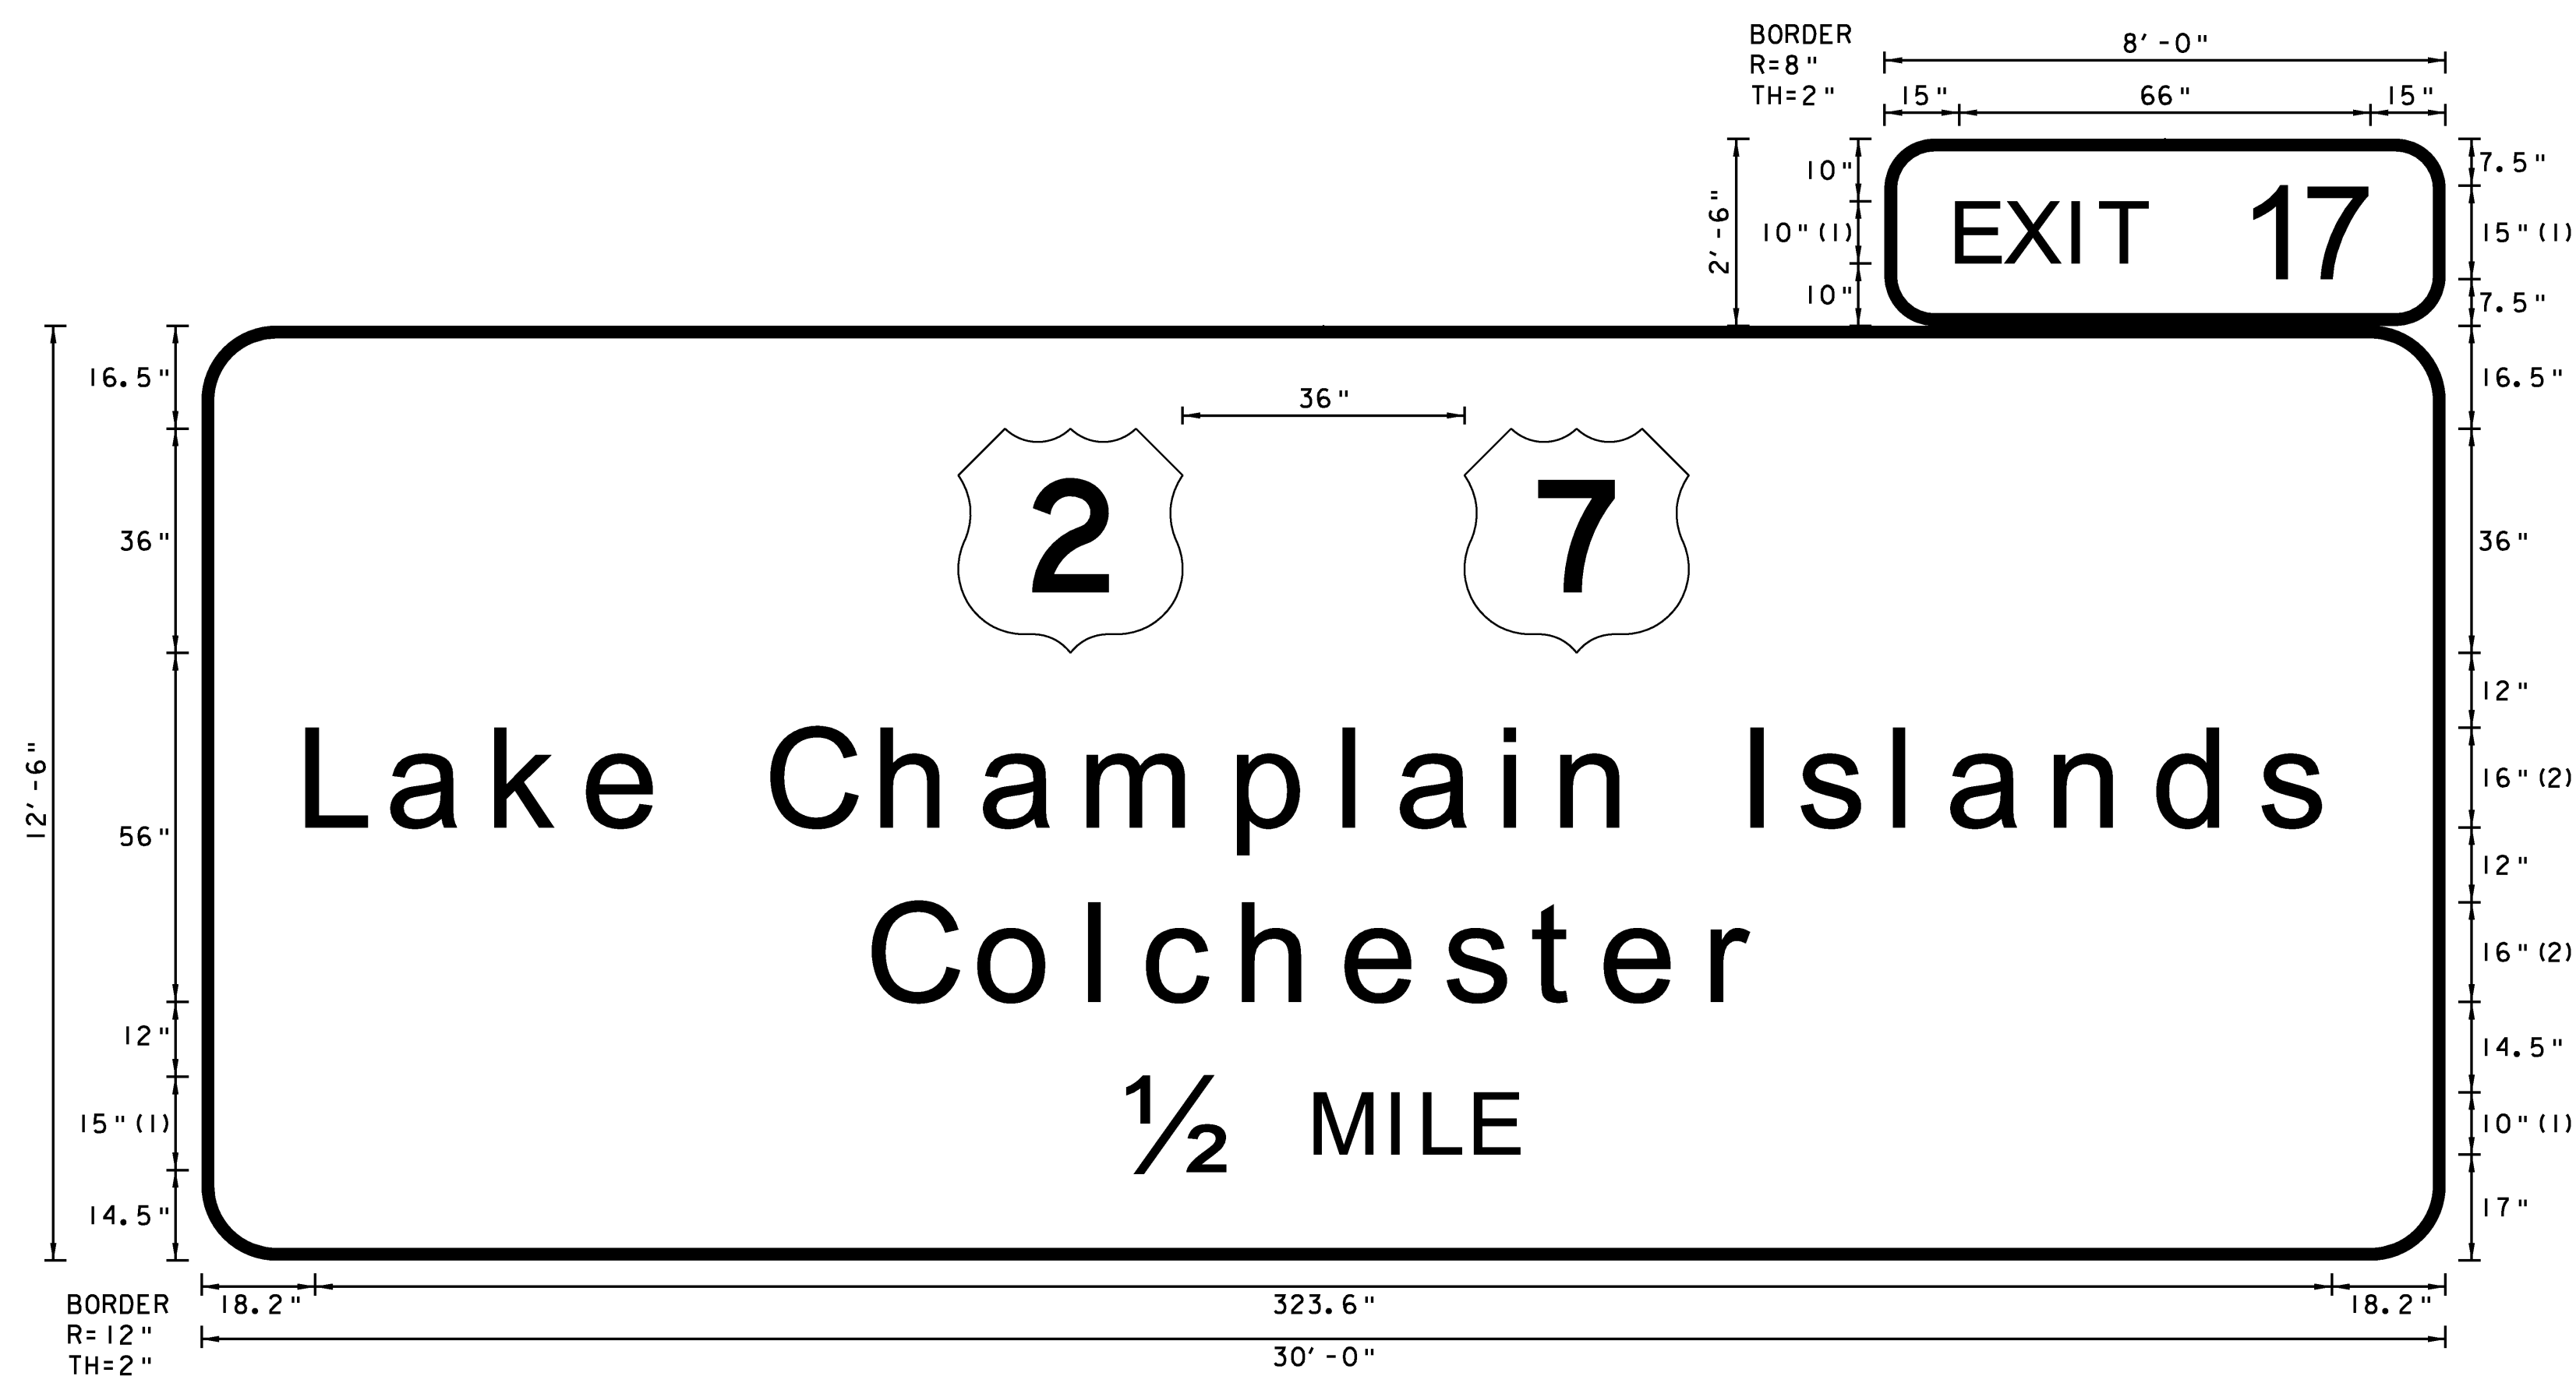 BORDER
R=8"
TH=2"
8'-0"
15" 66" 15"
2'-6"
10"
10"(1)
10"
EXIT 17
7.5"
15"(1)
7.5"
12'-6"
16.5"
36"
56"
12"
15"(1)
14.5"
36"
2 7
Lake Champlain Islands
Colchester
½ MILE
16.5"
36"
12"
16"(2)
12"
16"(2)
14.5"
10"(1)
17"
BORDER
R=12"
TH=2"
18.2" 323.6" 18.2"
30'-0"